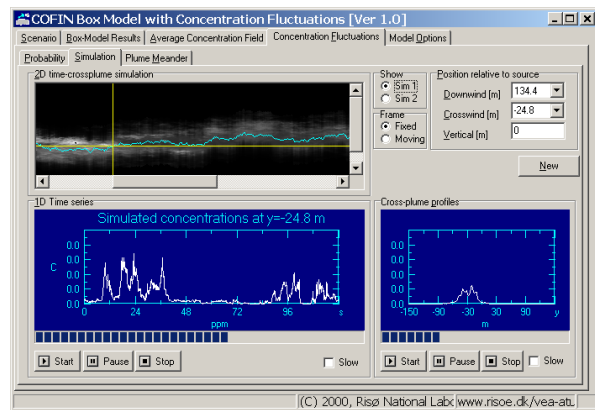 COFIN Box Model with Concentration Fluctuations [Ver 1.0]
Scenario Box-Model Results Average Concentration Field Concentration Fluctuations Model Options
Probability Simulation Plume Meander
2D time-crossplume simulation
Show
Sim 1
Sim 2
Frame
Fixed
Moving
Position relative to source
Downwind [m] 134.4
Crosswind [m] -24.8
Vertical [m] 0
New
1D Time series
Simulated concentrations at y=-24.8 m
C
0.0
0.0
0.0
0.0
0.0
0 24 48 72 96 s
ppm
Start Pause Stop Slow
Cross-plume profiles
0.0
0.0
0.0
0.0
0.0
-150 -90 -30 30 90 y
m
Start Pause Stop Slow
(C) 2000, Risø National Labc www.risoe.dk/vea-atu